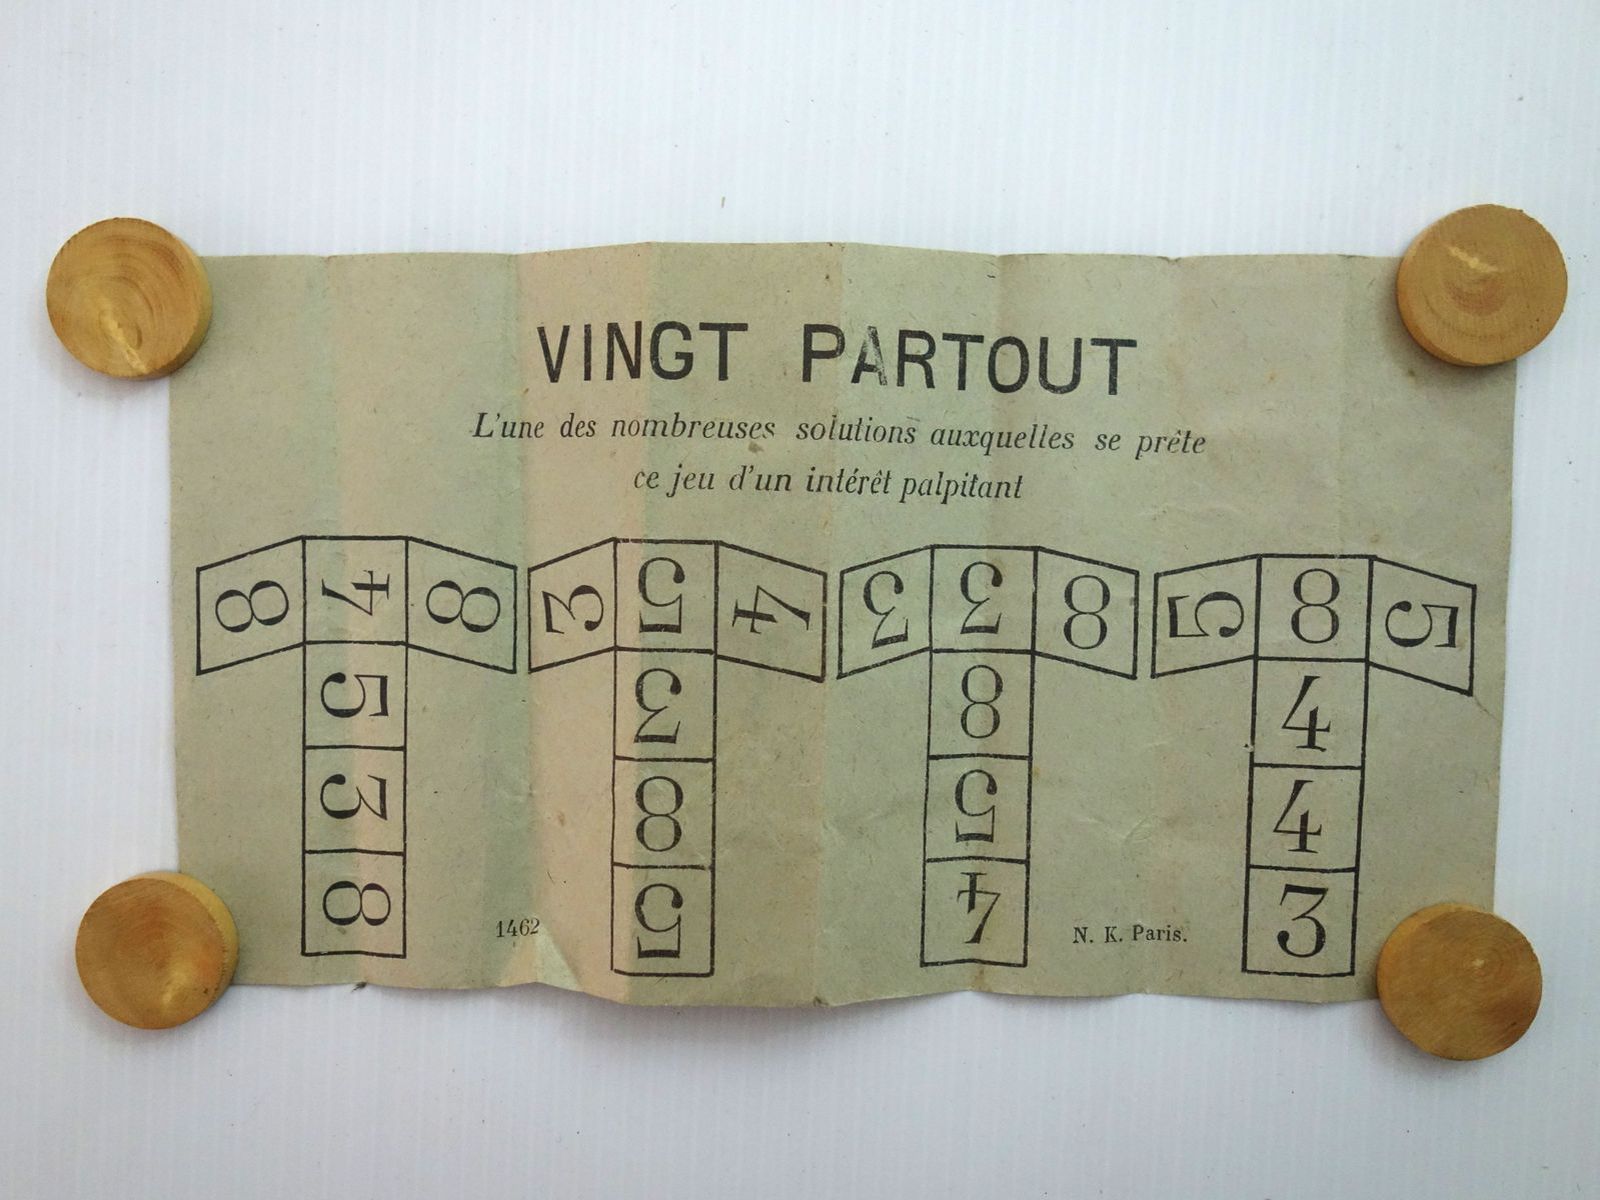 VINGT PARTOUT
L'une des nombreuses solutions auxquelles se prête
ce jeu d'un intérêt palpitant
8 4 8 3 5 4 3 3 8 5 8 5
5 3 8 4
3 8 5 4
8 5 4 3
1462
N. K. Paris.